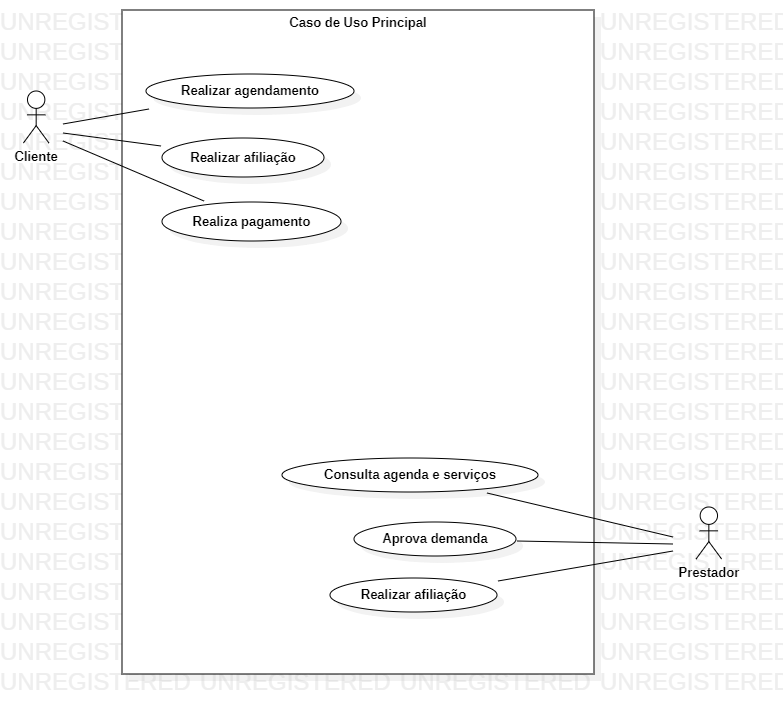 Caso de Uso Principal
Realizar agendamento
Cliente
Realizar afiliação
Realiza pagamento
Consulta agenda e serviços
Aprova demanda
Prestador
Realizar afiliação
UNREGISTERED UNREGISTERED UNREGISTERED UNREGISTERED